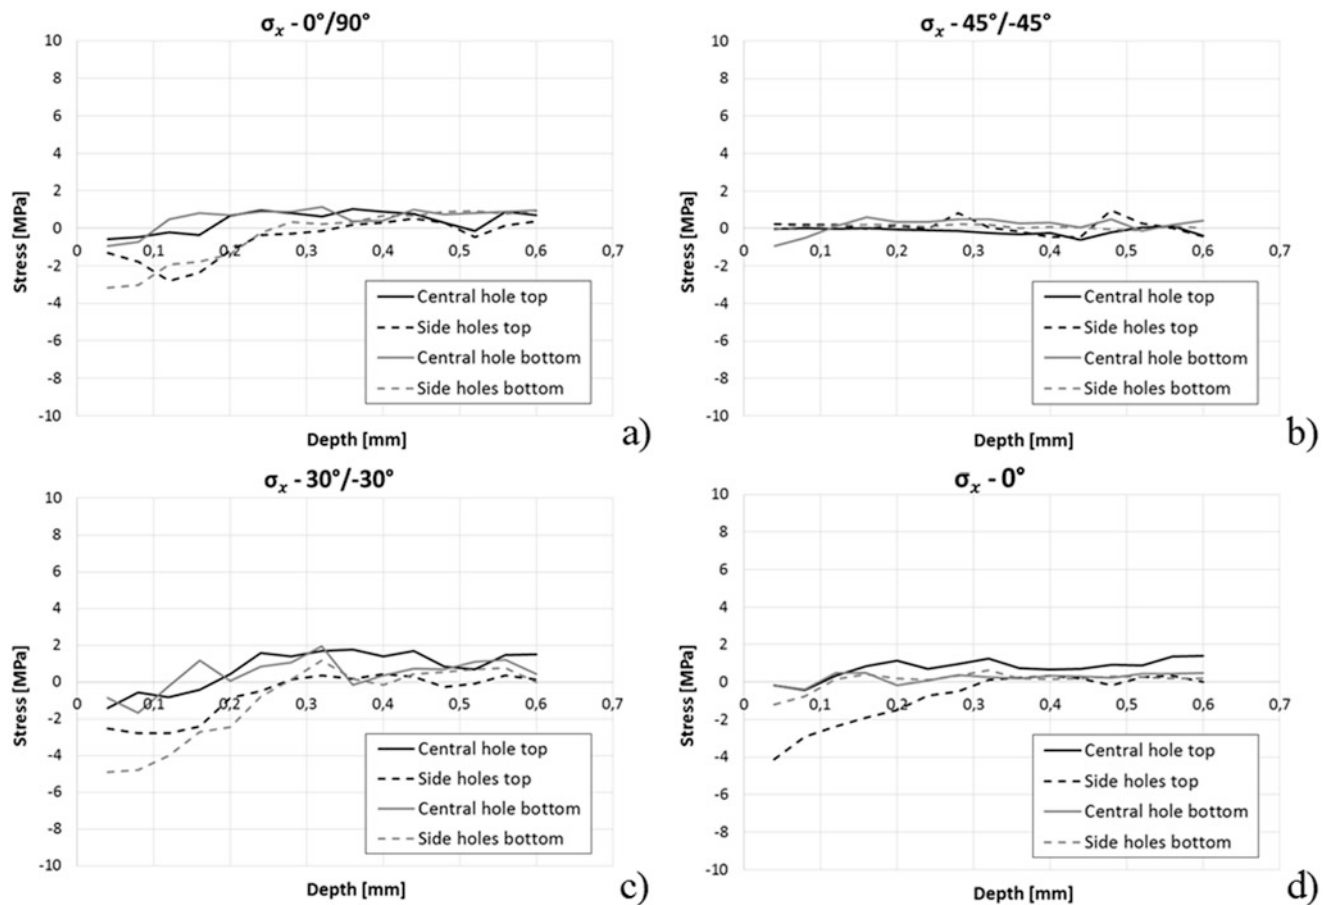 σx - 0°/90°
10
8
6
4
2
0
-2
-4
-6
-8
-10
Stress [MPa]
0 0,1 0,2 0,3 0,4 0,5 0,6 0,7
Central hole top
Side holes top
Central hole bottom
Side holes bottom
Depth [mm]
a)
σx - 45°/-45°
10
8
6
4
2
0
-2
-4
-6
-8
-10
Stress [MPa]
0 0,1 0,2 0,3 0,4 0,5 0,6 0,7
Central hole top
Side holes top
Central hole bottom
Side holes bottom
Depth [mm]
b)
σx - 30°/-30°
10
8
6
4
2
0
-2
-4
-6
-8
-10
Stress [MPa]
0 0,1 0,2 0,3 0,4 0,5 0,6 0,7
Central hole top
Side holes top
Central hole bottom
Side holes bottom
Depth [mm]
c)
σx - 0°
10
8
6
4
2
0
-2
-4
-6
-8
-10
Stress [MPa]
0 0,1 0,2 0,3 0,4 0,5 0,6 0,7
Central hole top
Side holes top
Central hole bottom
Side holes bottom
Depth [mm]
d)